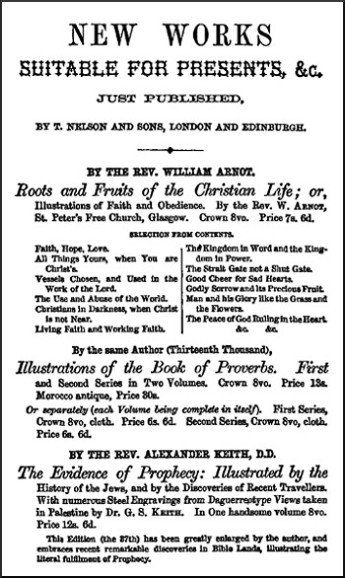 NEW WORKS
SUITABLE FOR PRESENTS, &c.
JUST PUBLISHED,
BY T. NELSON AND SONS, LONDON AND EDINBURGH.
BY THE REV. WILLIAM ARNOT.
Roots and Fruits of the Christian Life; or,
Illustrations of Faith and Obedience. By the Rev. W. ARNOT,
St. Peter's Free Church, Glasgow. Crown 8vo. Price 7s. 6d.
SELECTION FROM CONTENTS.
Faith, Hope, Love.
All Things Yours, when You are
Christ's.
Vessels Chosen, and Used in the
Work of the Lord.
The Use and Abuse of the World.
Christians in Darkness, when Christ
is not Near.
Living Faith and Working Faith.
The Kingdom in Word and the King-
dom in Power.
The Strait Gate not a Shut Gate.
Good Cheer for Sad Hearts.
Godly Sorrow and its Precious Fruit.
Man and his Glory like the Grass and
the Flowers.
The Peace of God Ruling in the Heart.
&c. &c.
By the same Author (Thirteenth Thousand),
Illustrations of the Book of Proverbs. First
and Second Series in Two Volumes. Crown 8vo. Price 13s.
Morocco antique, Price 30s.
Or separately (each Volume being complete in itself). First Series,
Crown 8vo, cloth. Price 6s. 6d. Second Series, Crown 8vo, cloth.
Price 6s. 6d.
BY THE REV. ALEXANDER KEITH, D.D.
The Evidence of Prophecy: Illustrated by the
History of the Jews, and by the Discoveries of Recent Travellers.
With numerous Steel Engravings from Daguerreotype Views taken
in Palestine by Dr. G. S. KEITH. In One handsome volume 8vo.
Price 12s. 6d.
This Edition (the 37th) has been greatly enlarged by the author, and
embraces recent remarkable discoveries in Bible Lands, illustrating the
literal fulfilment of Prophecy.